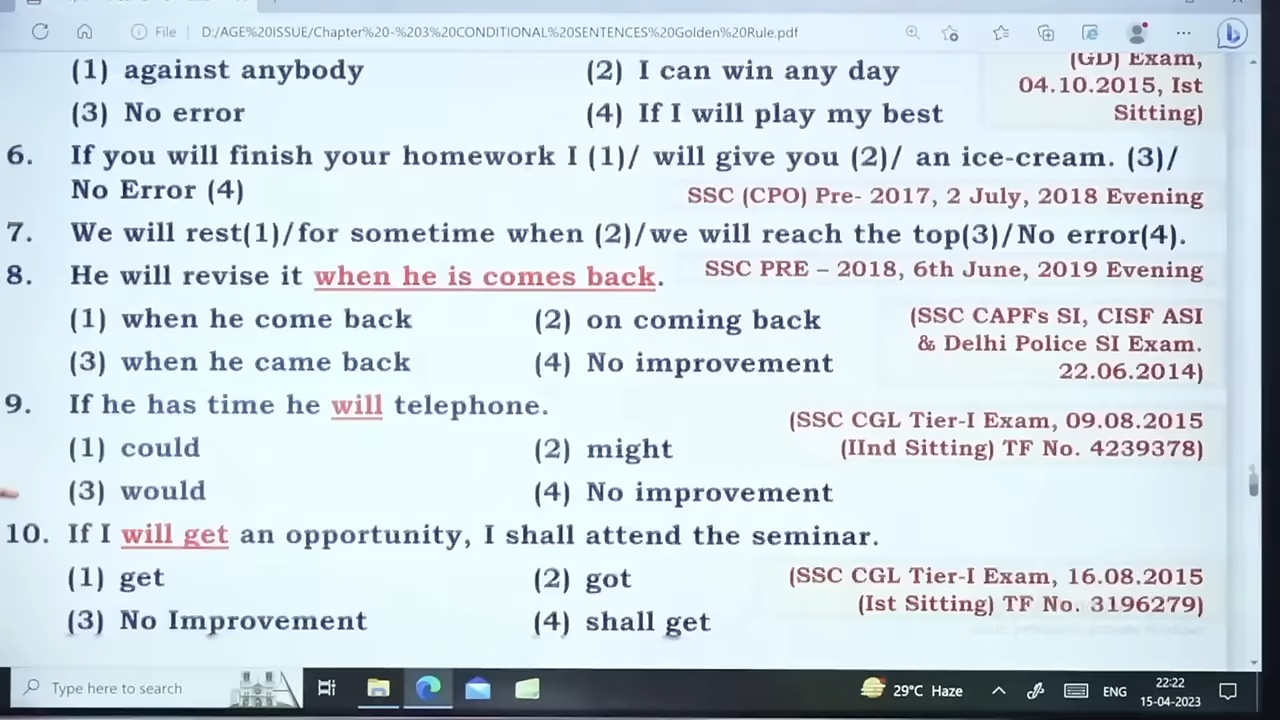 File D:/AGE%20ISSUE/Chapter%20-%203%20CONDITIONAL%20SENTENCES%20Golden%20Rule.pdf
(1) against anybody (2) I can win any day (GD) Exam,
04.10.2015, Ist
(3) No error (4) If I will play my best Sitting)
6. If you will finish your homework I (1)/ will give you (2)/ an ice-cream. (3)/
No Error (4) SSC (CPO) Pre- 2017, 2 July, 2018 Evening
7. We will rest(1)/for sometime when (2)/we will reach the top(3)/No error(4).
8. He will revise it when he is comes back. SSC PRE – 2018, 6th June, 2019 Evening
(1) when he come back (2) on coming back (SSC CAPFs SI, CISF ASI
& Delhi Police SI Exam.
(3) when he came back (4) No improvement 22.06.2014)
9. If he has time he will telephone. (SSC CGL Tier-I Exam, 09.08.2015
(1) could (2) might (IInd Sitting) TF No. 4239378)
(3) would (4) No improvement
10. If I will get an opportunity, I shall attend the seminar.
(1) get (2) got (SSC CGL Tier-I Exam, 16.08.2015
(Ist Sitting) TF No. 3196279)
(3) No Improvement (4) shall get
Type here to search 29°C Haze ENG 22:22
15-04-2023